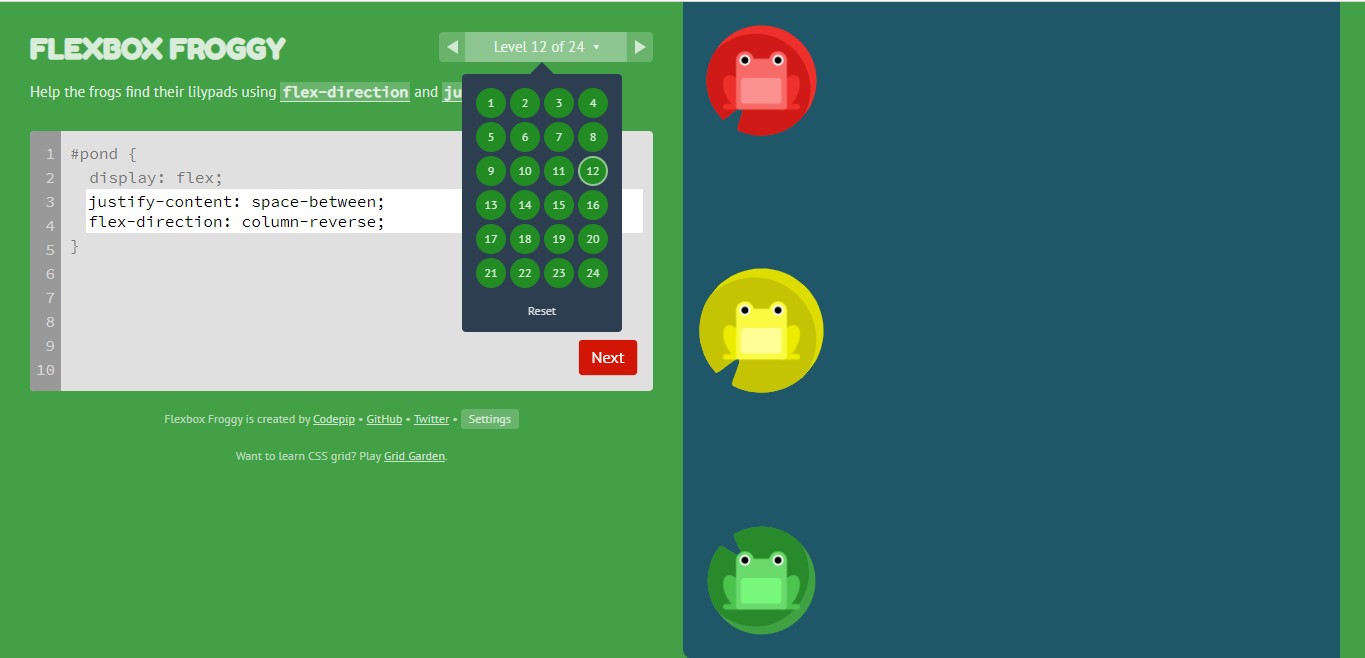 FLEXBOX FROGGY
Level 12 of 24
Help the frogs find their lilypads using flex-direction and ju
1 2 3 4
5 6 7 8
9 10 11 12
13 14 15 16
17 18 19 20
21 22 23 24
Reset
1 #pond {
2 display: flex;
3 justify-content: space-between;
4 flex-direction: column-reverse;
5 }
6
7
8
9
10
Next
Flexbox Froggy is created by Codepip • GitHub • Twitter • Settings
Want to learn CSS grid? Play Grid Garden.